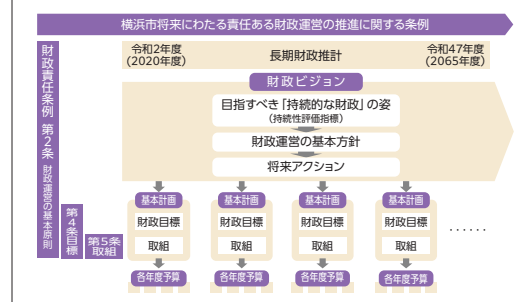 横浜市将来にわたる責任ある財政運営の推進に関する条例
令和2年度
(2020年度)
長期財政推計
令和47年度
(2065年度)
財政責任条例 第2条 財政運営の基本原則
財政ビジョン
目指すべき「持続的な財政」の姿
(持続性評価指標)
財政運営の基本方針
将来アクション
第4条
目標
第5条
取組
基本計画
財政目標
取組
各年度予算
基本計画
財政目標
取組
各年度予算
基本計画
財政目標
取組
各年度予算
基本計画
財政目標
取組
各年度予算
......